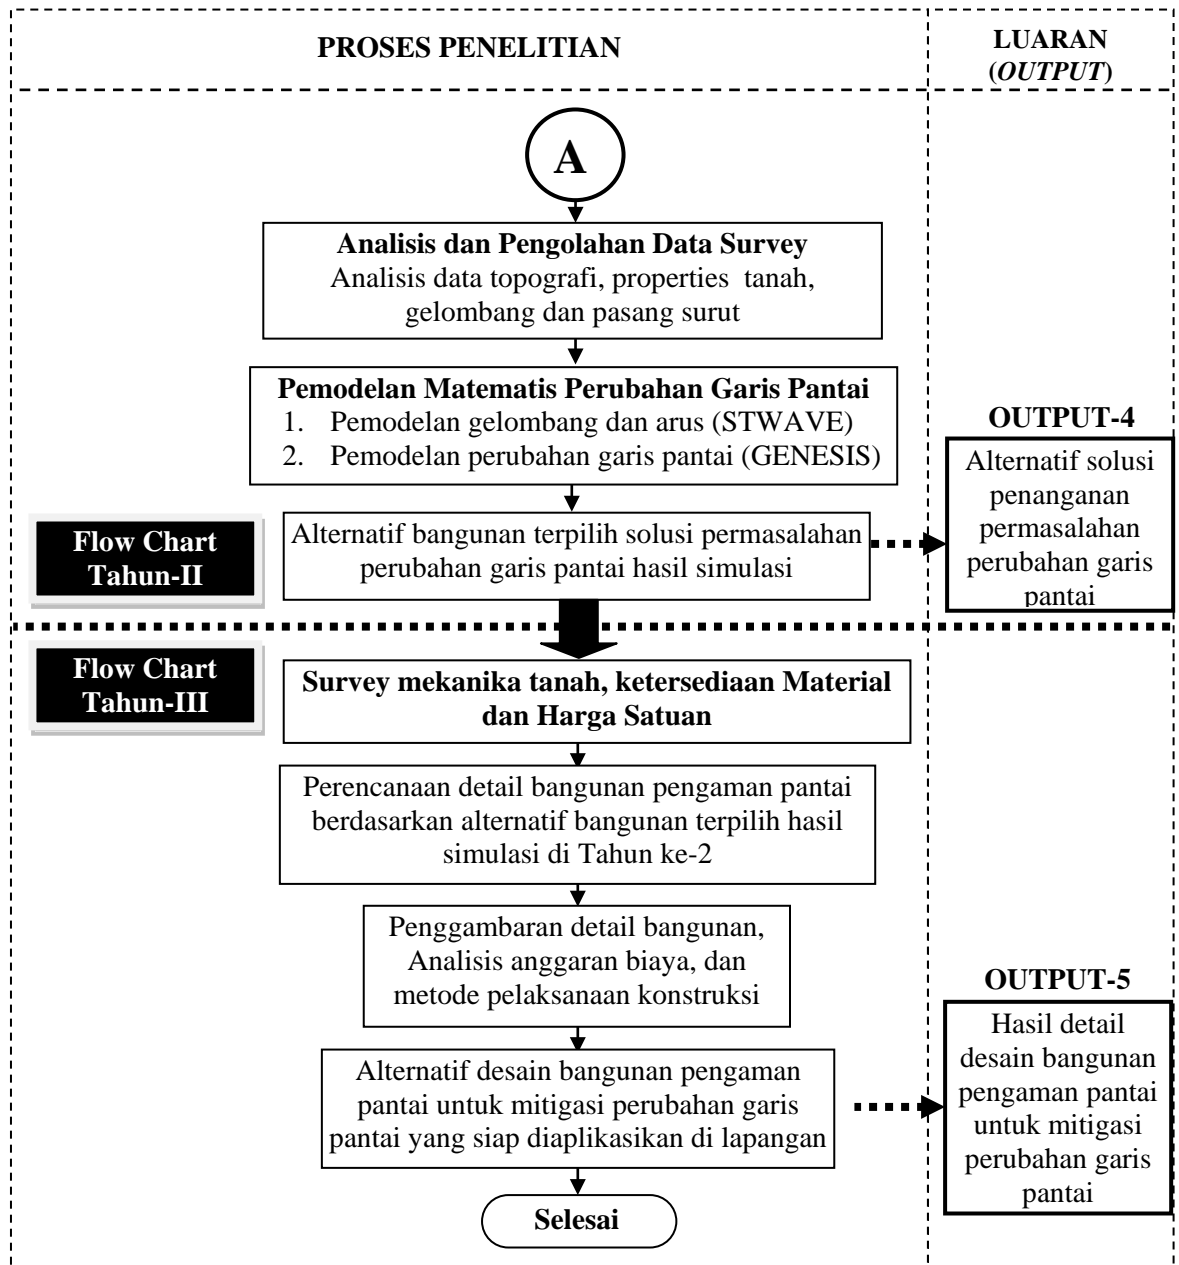 PROSES PENELITIAN
LUARAN
(OUTPUT)
A
Analisis dan Pengolahan Data Survey
Analisis data topografi, properties tanah,
gelombang dan pasang surut
Pemodelan Matematis Perubahan Garis Pantai
1. Pemodelan gelombang dan arus (STWAVE)
2. Pemodelan perubahan garis pantai (GENESIS)
OUTPUT-4
Alternatif solusi
penanganan
permasalahan
perubahan garis
pantai
Flow Chart
Tahun-II
Alternatif bangunan terpilih solusi permasalahan
perubahan garis pantai hasil simulasi
Flow Chart
Tahun-III
Survey mekanika tanah, ketersediaan Material
dan Harga Satuan
Perencanaan detail bangunan pengaman pantai
berdasarkan alternatif bangunan terpilih hasil
simulasi di Tahun ke-2
Penggambaran detail bangunan,
Analisis anggaran biaya, dan
metode pelaksanaan konstruksi
OUTPUT-5
Hasil detail
desain bangunan
pengaman pantai
untuk mitigasi
perubahan garis
pantai
Alternatif desain bangunan pengaman
pantai untuk mitigasi perubahan garis
pantai yang siap diaplikasikan di lapangan
Selesai